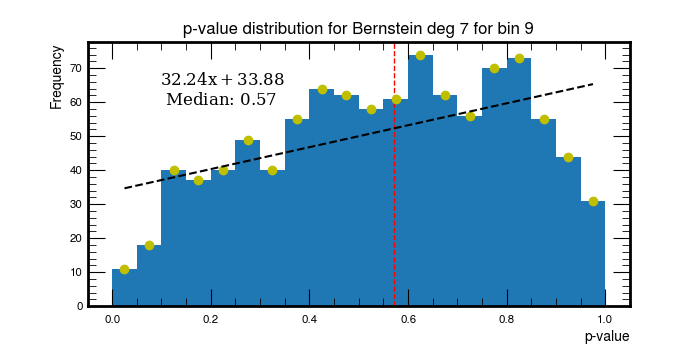 p-value distribution for Bernstein deg 7 for bin 9
Frequency
70
60
50
40
30
20
10
0
32.24x + 33.88
Median: 0.57
0.0 0.2 0.4 0.6 0.8 1.0
p-value